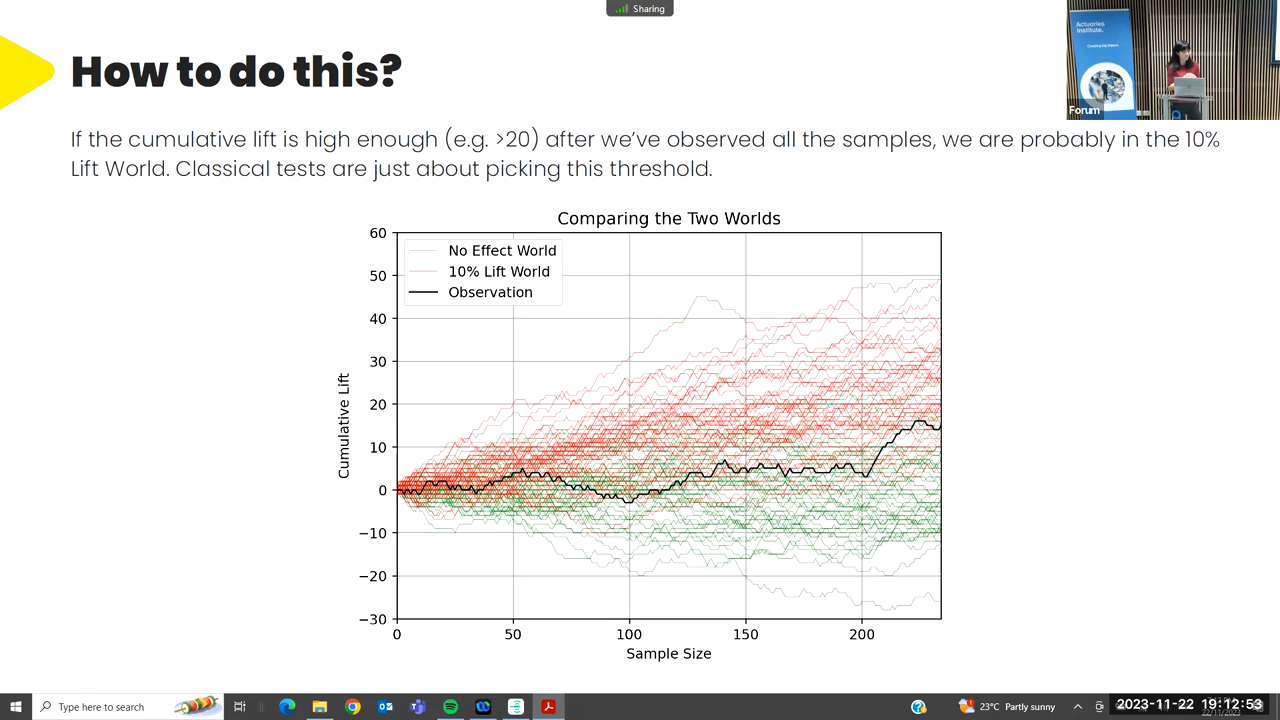 Sharing
Actuaries
Institute.
Forum
How to do this?
If the cumulative lift is high enough (e.g. >20) after we've observed all the samples, we are probably in the 10%
Lift World. Classical tests are just about picking this threshold.
Comparing the Two Worlds
No Effect World
10% Lift World
Observation
Cumulative Lift
60
50
40
30
20
10
0
−10
−20
−30
0 50 100 150 200
Sample Size
Type here to search
23°C Partly sunny
2023-11-22 19:12:53